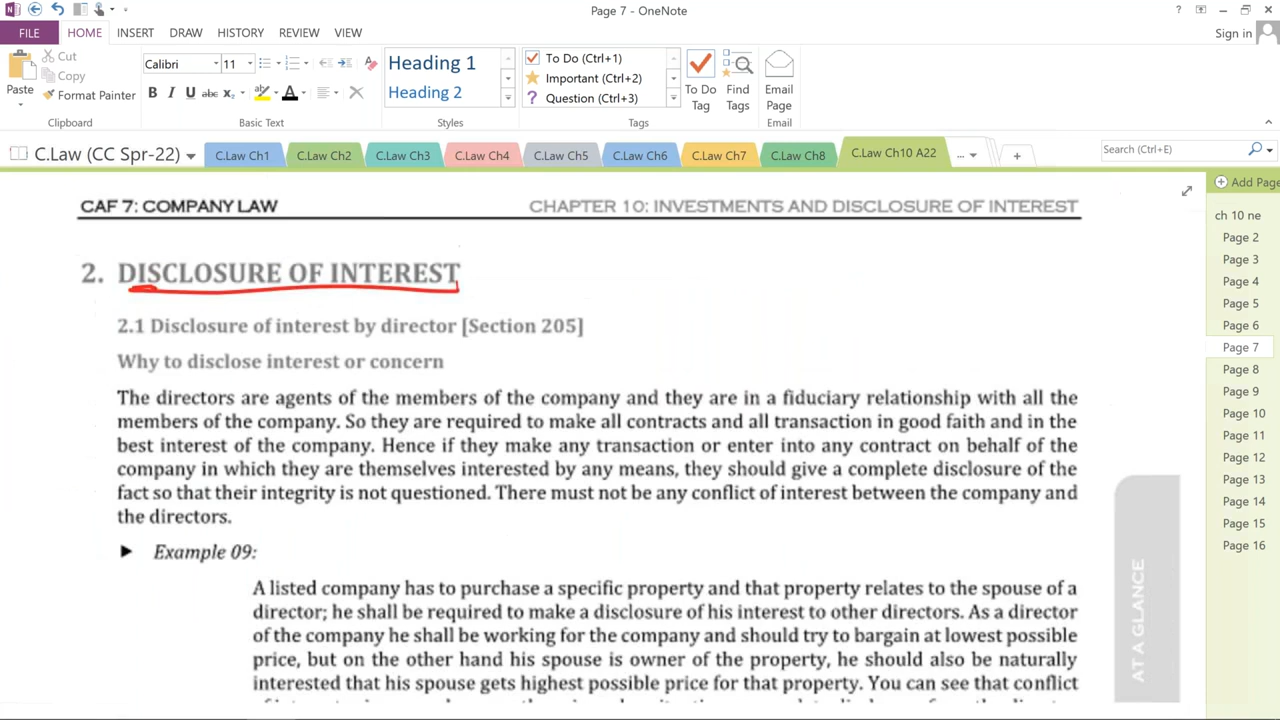 Page 7 - OneNote
Sign in
FILE HOME INSERT DRAW HISTORY REVIEW VIEW
Paste
Cut
Copy
Format Painter
Clipboard
Calibri 11
B I U abc X₂ A
Basic Text
Heading 1
Heading 2
Styles
To Do (Ctrl+1)
Important (Ctrl+2)
? Question (Ctrl+3)
To Do
Tag
Find
Tags
Tags
Email
Page
Email
C.Law (CC Spr-22) C.Law Ch1 C.Law Ch2 C.Law Ch3 C.Law Ch4 C.Law Ch5 C.Law Ch6 C.Law Ch7 C.Law Ch8 C.Law Ch10 A22 ... +
Search (Ctrl+E)
Add Page
ch 10 ne
Page 2
Page 3
Page 4
Page 5
Page 6
Page 7
Page 8
Page 9
Page 10
Page 11
Page 12
Page 13
Page 14
Page 15
Page 16
CAF 7: COMPANY LAW CHAPTER 10: INVESTMENTS AND DISCLOSURE OF INTEREST
2. DISCLOSURE OF INTEREST
2.1 Disclosure of interest by director [Section 205]
Why to disclose interest or concern
The directors are agents of the members of the company and they are in a fiduciary relationship with all the
members of the company. So they are required to make all contracts and all transaction in good faith and in the
best interest of the company. Hence if they make any transaction or enter into any contract on behalf of the
company in which they are themselves interested by any means, they should give a complete disclosure of the
fact so that their integrity is not questioned. There must not be any conflict of interest between the company and
the directors.
Example 09:
A listed company has to purchase a specific property and that property relates to the spouse of a
director; he shall be required to make a disclosure of his interest to other directors. As a director
of the company he shall be working for the company and should try to bargain at lowest possible
price, but on the other hand his spouse is owner of the property, he should also be naturally
interested that his spouse gets highest possible price for that property. You can see that conflict
AT A GLANCE